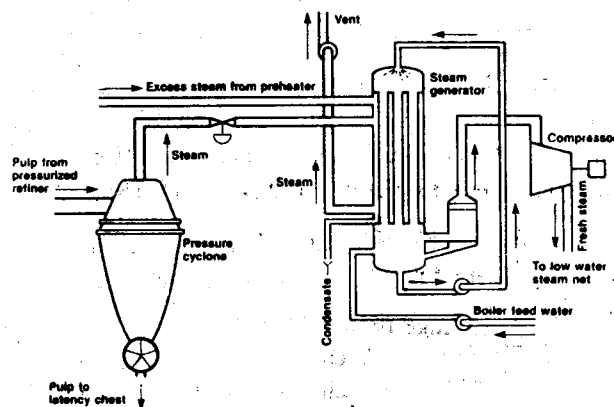 Vent
Excess steam from preheater
Steam
generator
Compressor
Pulp from
pressurized
refiner
Steam
Steam
Fresh steam
Pressure
cyclone
Condensate
To low water
steam net
Boiler feed water
Pulp to
latency chest